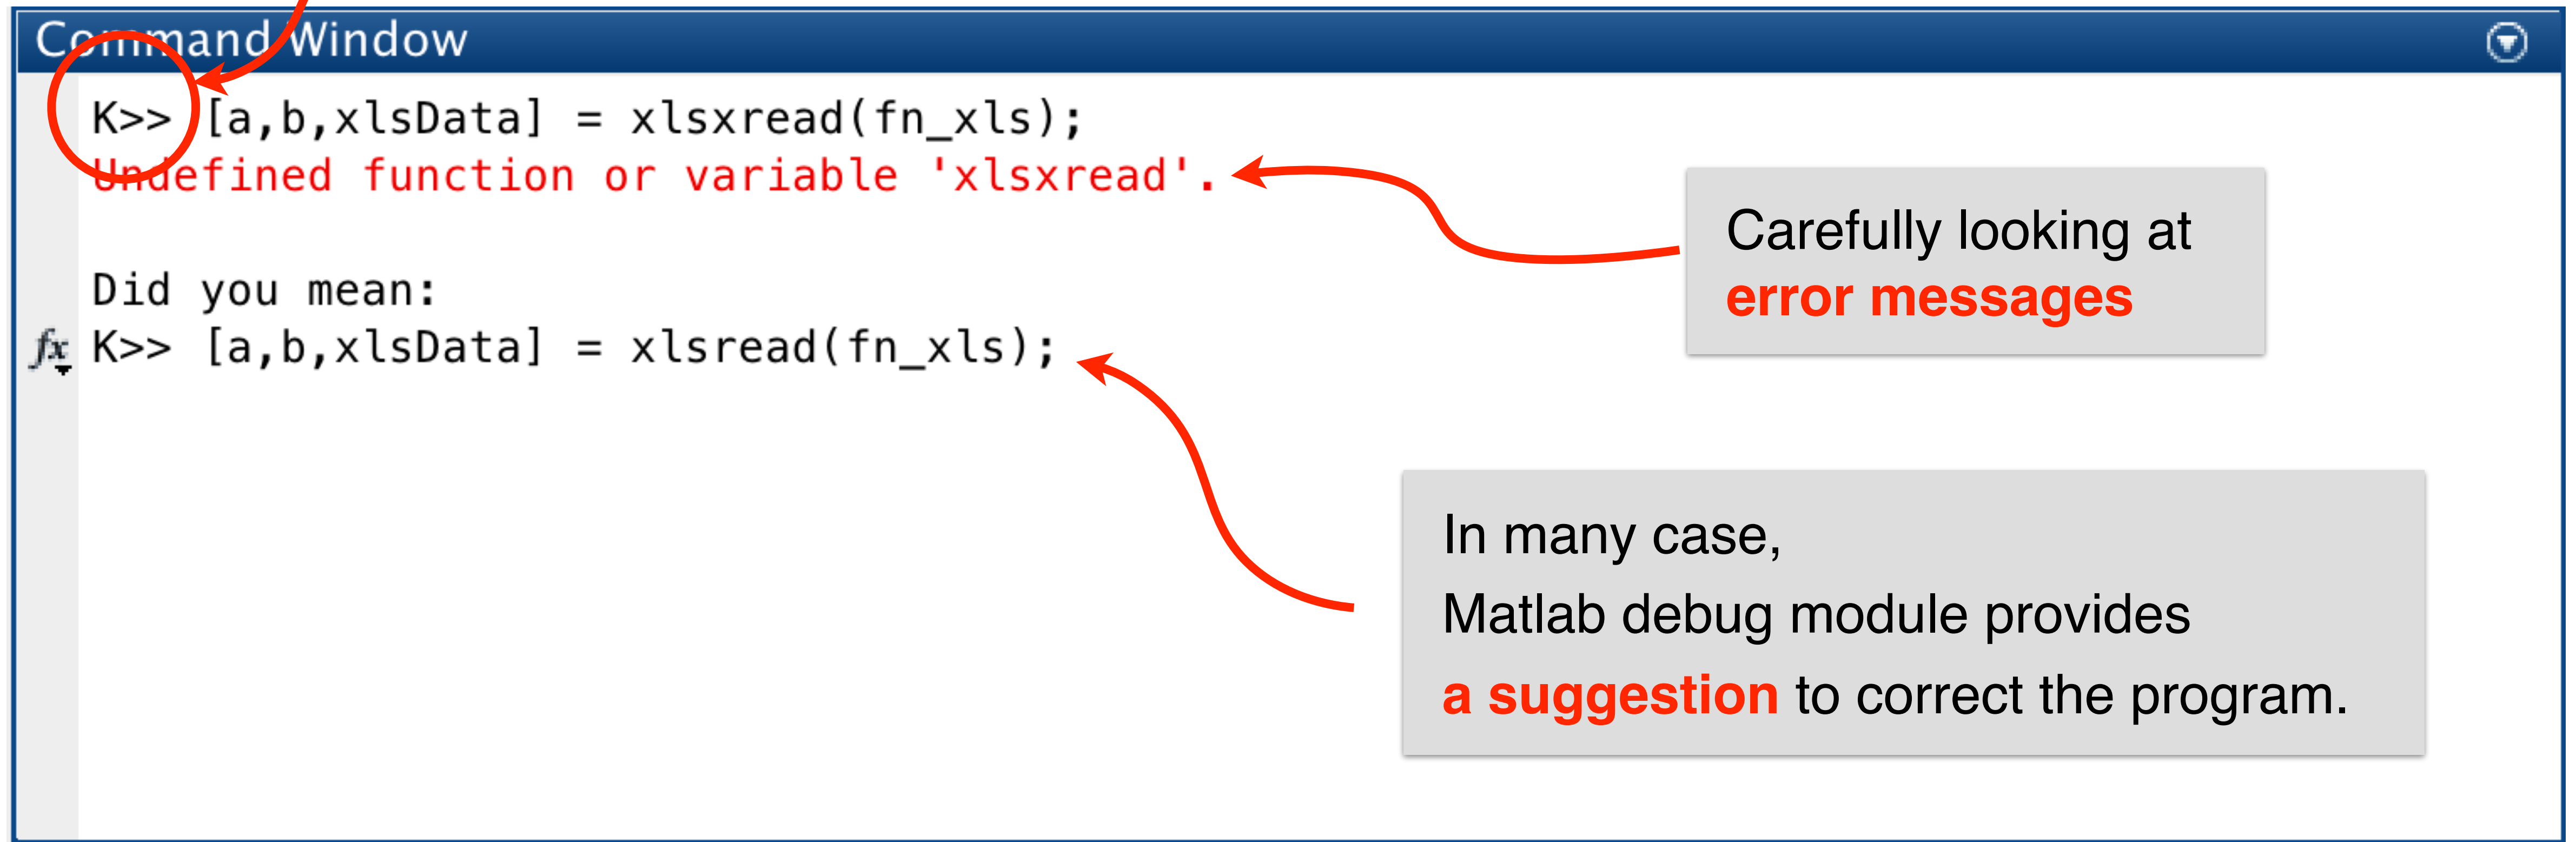 Command Window
K>> [a,b,xlsData] = xlsxread(fn_xls);
Undefined function or variable 'xlsxread'.
Did you mean:
fx K>> [a,b,xlsData] = xlsread(fn_xls);
Carefully looking at
error messages
In many case,
Matlab debug module provides
a suggestion to correct the program.